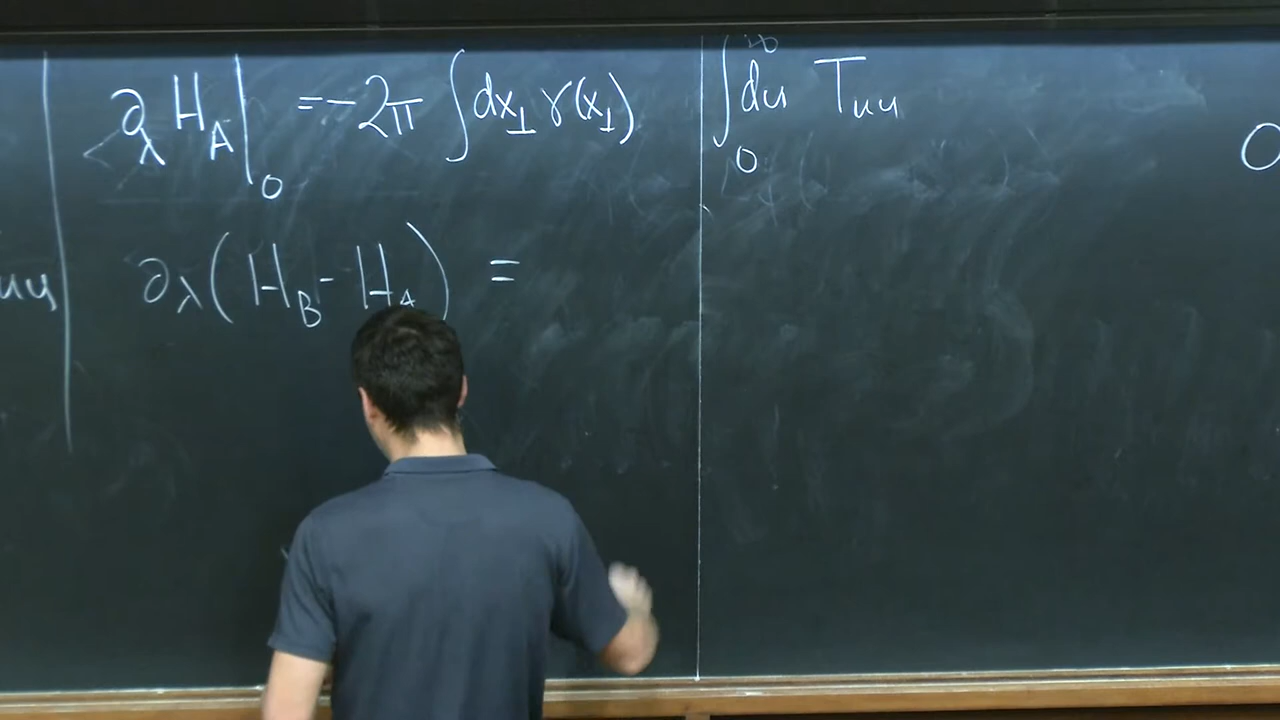 ∂_λ H_A|_0 = -2π ∫ dx_⊥ γ(x_⊥) ∫_0^∞ du T_uu
uu
∂_λ (H_B - H_A) =